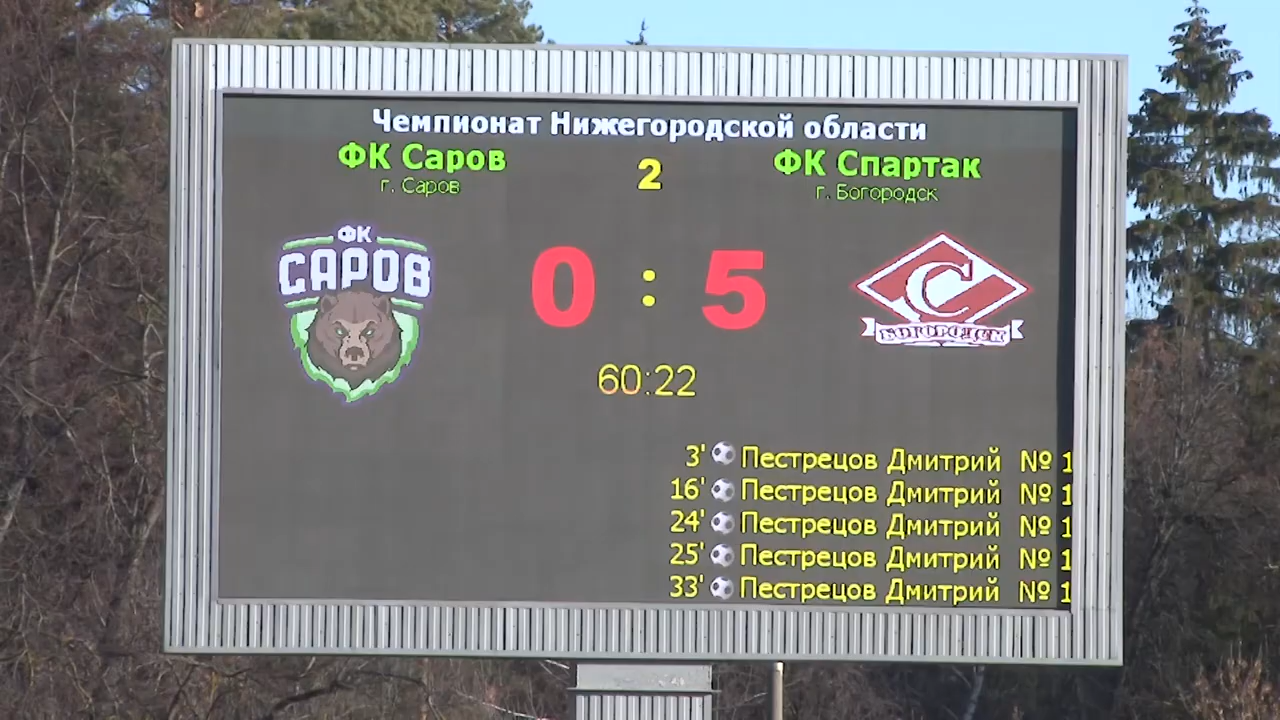 Чемпионат Нижегородской области
ФК Саров
г. Саров
2
ФК Спартак
г. Богородск
ФК
САРОВ
0 : 5
С
БОГОРОДСК
60:22
3' Пестрецов Дмитрий № 1
16' Пестрецов Дмитрий № 1
24' Пестрецов Дмитрий № 1
25' Пестрецов Дмитрий № 1
33' Пестрецов Дмитрий № 1